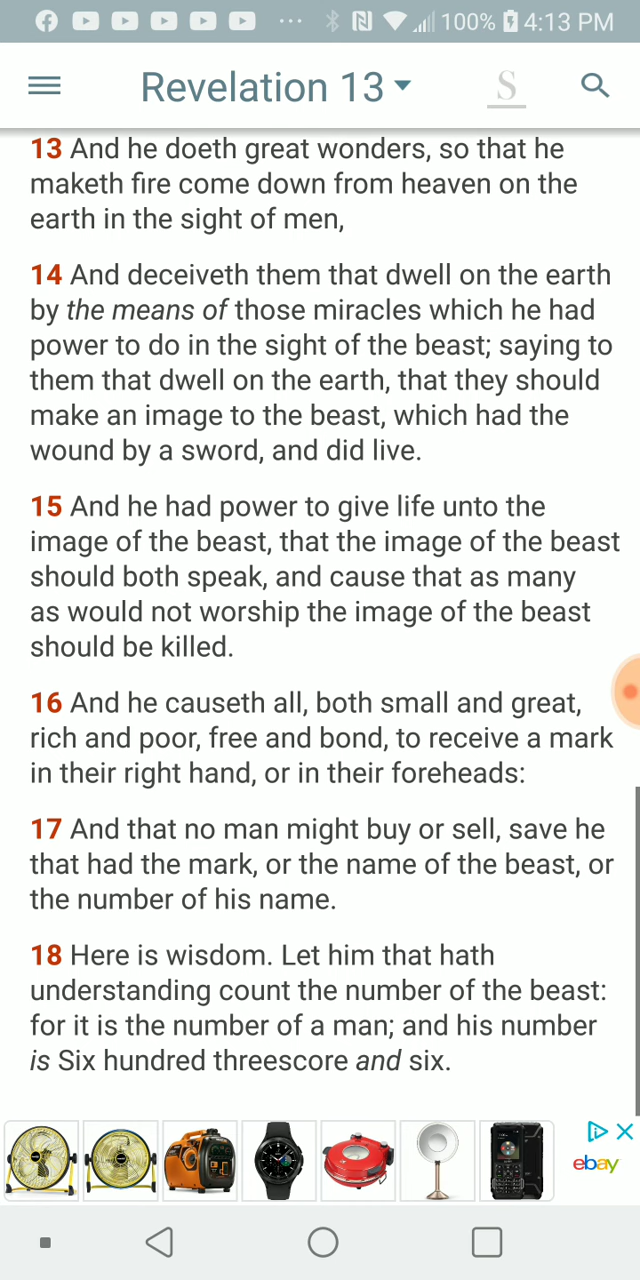 100% 4:13 PM
Revelation 13 S
13 And he doeth great wonders, so that he
maketh fire come down from heaven on the
earth in the sight of men,
14 And deceiveth them that dwell on the earth
by the means of those miracles which he had
power to do in the sight of the beast; saying to
them that dwell on the earth, that they should
make an image to the beast, which had the
wound by a sword, and did live.
15 And he had power to give life unto the
image of the beast, that the image of the beast
should both speak, and cause that as many
as would not worship the image of the beast
should be killed.
16 And he causeth all, both small and great,
rich and poor, free and bond, to receive a mark
in their right hand, or in their foreheads:
17 And that no man might buy or sell, save he
that had the mark, or the name of the beast, or
the number of his name.
18 Here is wisdom. Let him that hath
understanding count the number of the beast:
for it is the number of a man; and his number
is Six hundred threescore and six.
ebay